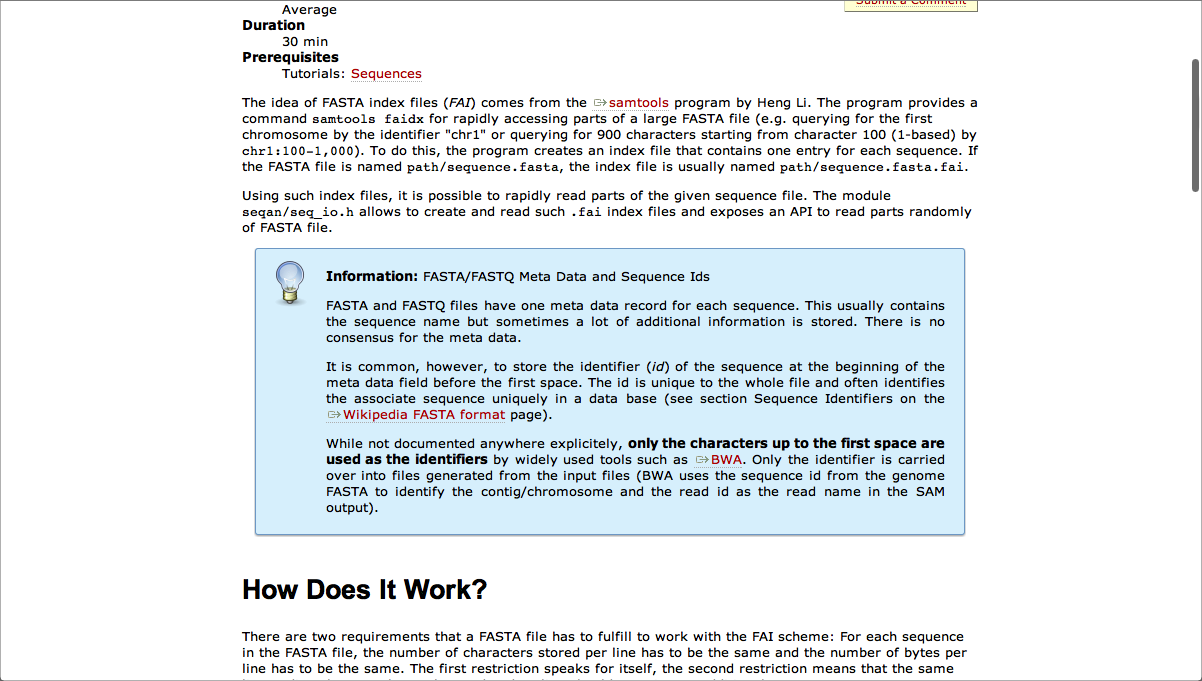 Submit a Comment
Average
Duration
30 min
Prerequisites
Tutorials: Sequences
The idea of FASTA index files (FAI) comes from the samtools program by Heng Li. The program provides a
command samtools faidx for rapidly accessing parts of a large FASTA file (e.g. querying for the first
chromosome by the identifier "chr1" or querying for 900 characters starting from character 100 (1-based) by
chr1:100-1,000). To do this, the program creates an index file that contains one entry for each sequence. If
the FASTA file is named path/sequence.fasta, the index file is usually named path/sequence.fasta.fai.
Using such index files, it is possible to rapidly read parts of the given sequence file. The module
seqan/seq_io.h allows to create and read such .fai index files and exposes an API to read parts randomly
of FASTA file.
Information: FASTA/FASTQ Meta Data and Sequence Ids
FASTA and FASTQ files have one meta data record for each sequence. This usually contains
the sequence name but sometimes a lot of additional information is stored. There is no
consensus for the meta data.
It is common, however, to store the identifier (id) of the sequence at the beginning of the
meta data field before the first space. The id is unique to the whole file and often identifies
the associate sequence uniquely in a data base (see section Sequence Identifiers on the
Wikipedia FASTA format page).
While not documented anywhere explicitely, only the characters up to the first space are
used as the identifiers by widely used tools such as BWA. Only the identifier is carried
over into files generated from the input files (BWA uses the sequence id from the genome
FASTA to identify the contig/chromosome and the read id as the read name in the SAM
output).
How Does It Work?
There are two requirements that a FASTA file has to fulfill to work with the FAI scheme: For each sequence
in the FASTA file, the number of characters stored per line has to be the same and the number of bytes per
line has to be the same. The first restriction speaks for itself, the second restriction means that the same